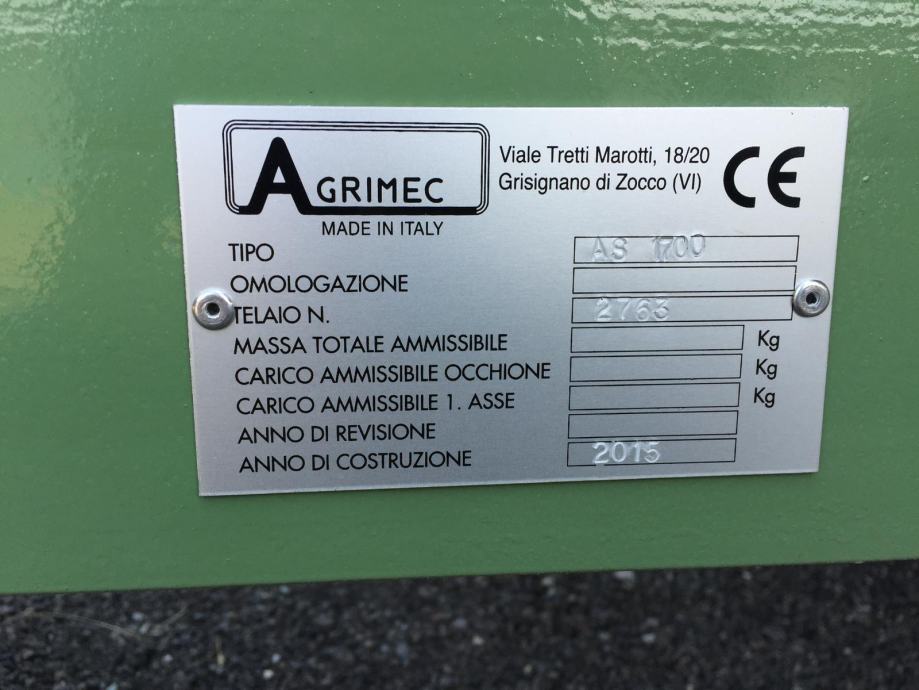 AGRIMEC
MADE IN ITALY
Viale Tretti Marotti, 18/20
Grisignano di Zocco (VI)
CE
TIPO AS 1700
OMOLOGAZIONE
TELAIO N. 2763
MASSA TOTALE AMMISSIBILE Kg
CARICO AMMISSIBILE OCCHIONE Kg
CARICO AMMISSIBILE 1. ASSE Kg
ANNO DI REVISIONE
ANNO DI COSTRUZIONE 2015